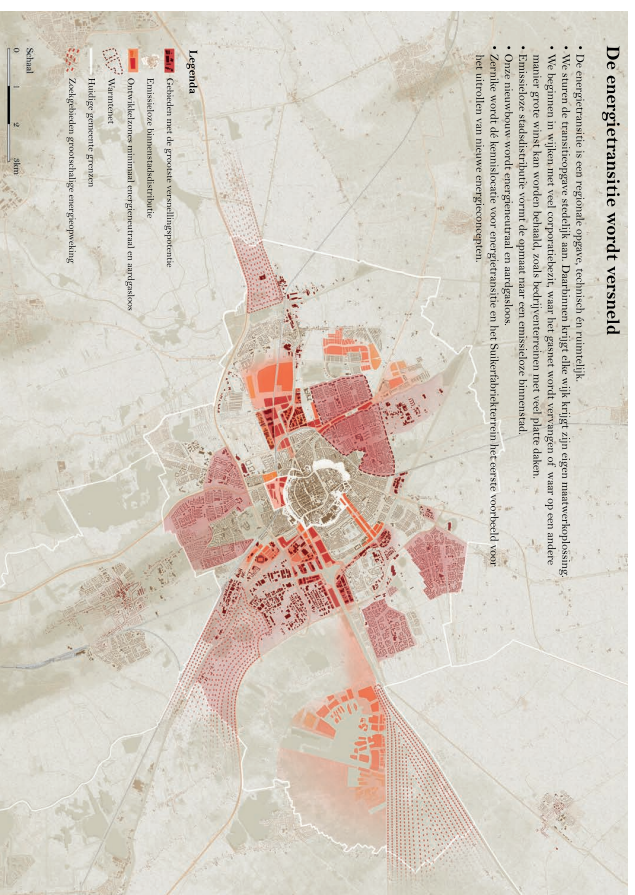 De energietransitie wordt versneld
• De energietransitie is een regionale opgave, technisch én ruimtelijk.
• We sturen de transitieopgave stedelijk aan. Daarbinnen krijgt elke wijk krijgt zijn eigen maatwerkoplossing.
• We beginnen in wijken met veel corporatiebezit, waar het gasnet wordt vervangen of waar op een andere
manier grote winst kan worden behaald, zoals bedrijventerreinen met veel platte daken.
• Emissieloze stadsdistributie vormt de opmaat naar een emissieloze binnenstad.
• Onze nieuwbouw wordt energieneutraal en aardgasloos.
• Zernike wordt de kennislocatie voor energietransitie en het Suikerfabriekterrein het eerste voorbeeld voor
het uitrollen van nieuwe energieconcepten.
Legenda
Gebieden met de grootste versnellingspotentie
Emissieloze binnenstadsdistributie
Ontwikkelzones minimaal energieneutraal en aardgasloos
Warmtenet
Huidige gemeente grenzen
Zoekgebieden grootschalige energieopwekking
Schaal
0 1 2 3km